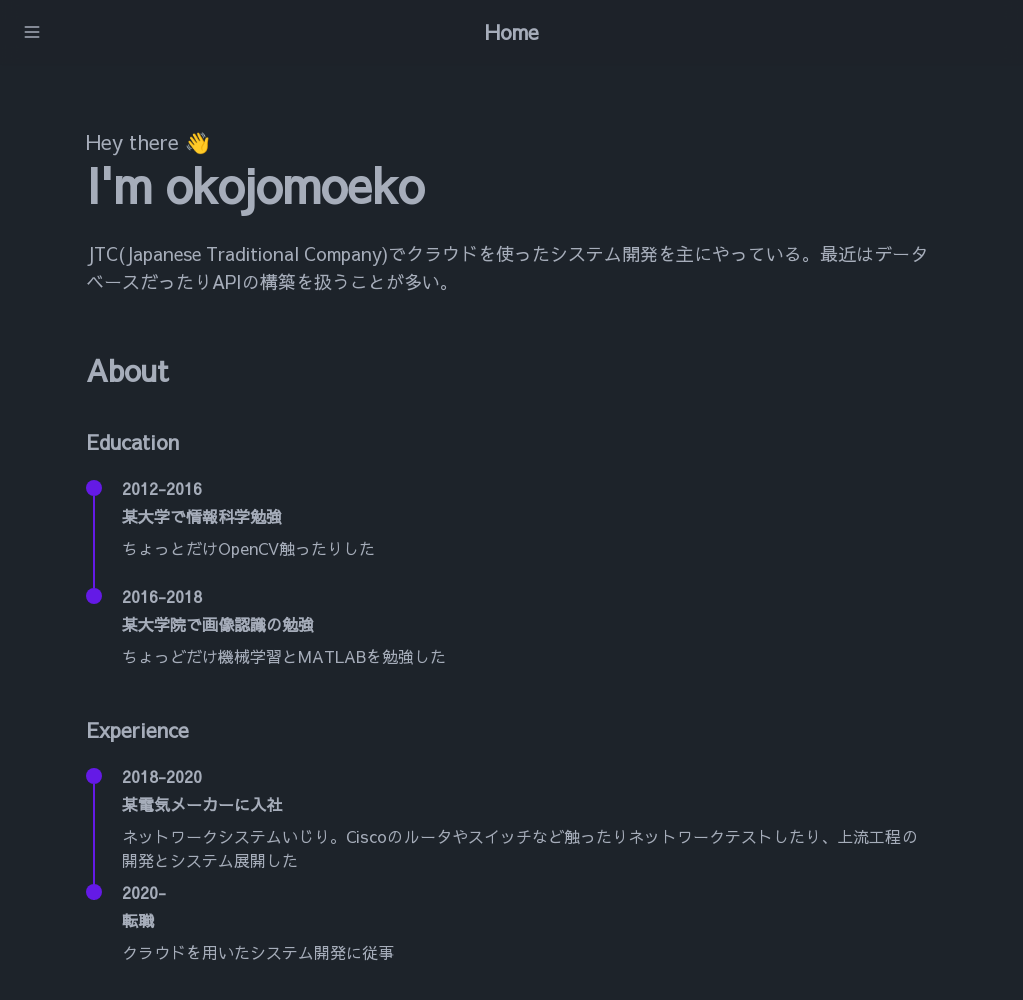 Home
Hey there 👋
I'm okojomoeko
JTC(Japanese Traditional Company)でクラウドを使ったシステム開発を主にやっている。最近はデータ
ベースだったりAPIの構築を扱うことが多い。
About
Education
2012-2016
某大学で情報科学勉強
ちょっとだけOpenCV触ったりした
2016-2018
某大学院で画像認識の勉強
ちょっどだけ機械学習とMATLABを勉強した
Experience
2018-2020
某電気メーカーに入社
ネットワークシステムいじり。Ciscoのルータやスイッチなど触ったりネットワークテストしたり、上流工程の
開発とシステム展開した
2020-
転職
クラウドを用いたシステム開発に従事